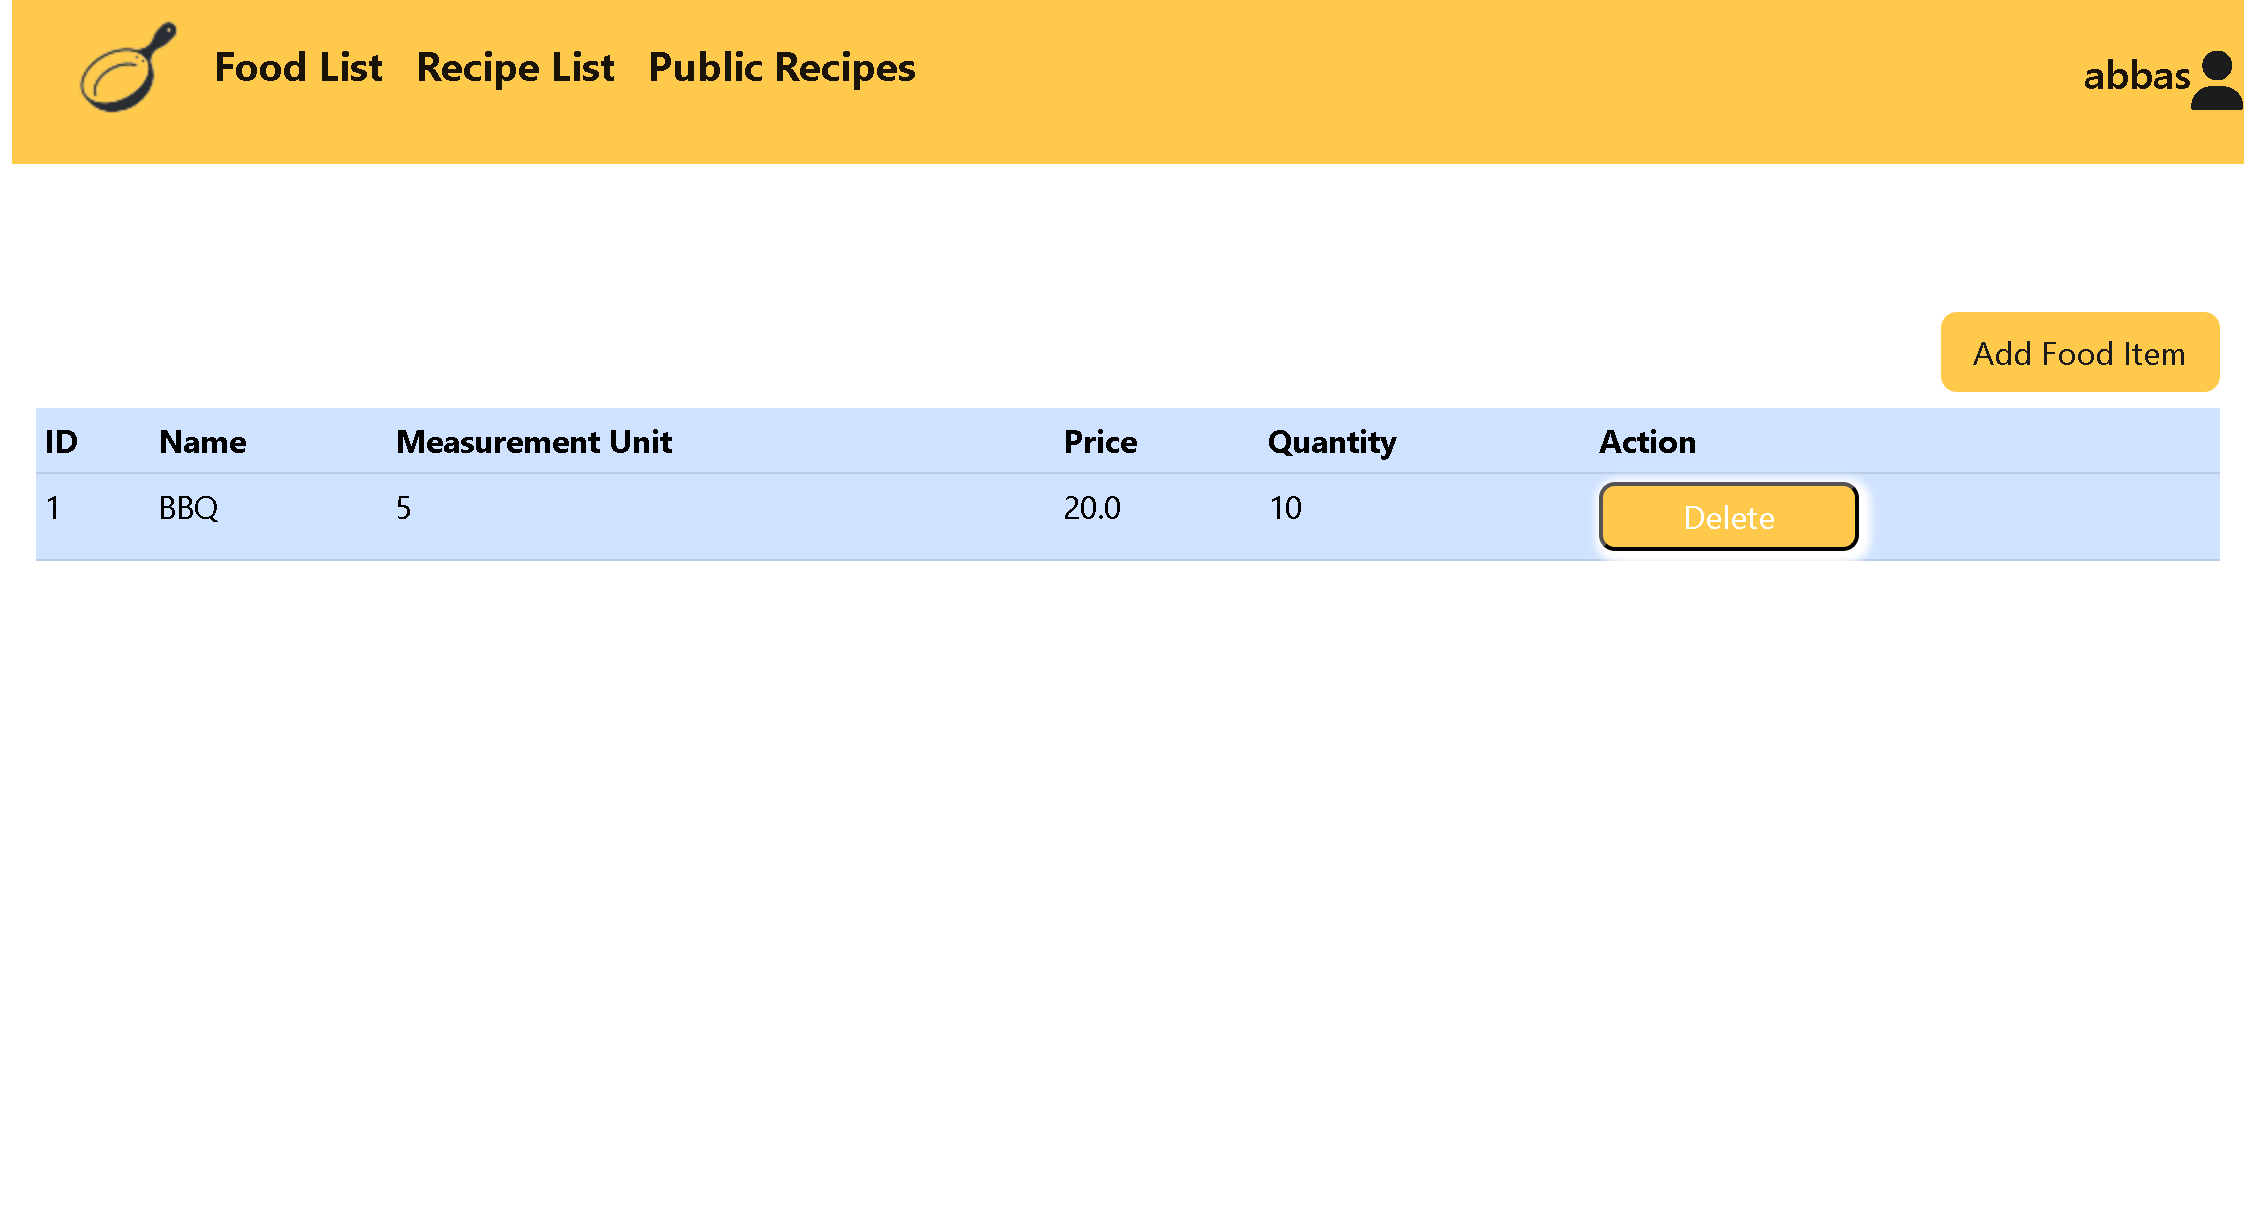 Food List Recipe List Public Recipes abbas
Add Food Item
ID Name Measurement Unit Price Quantity Action
1 BBQ 5 20.0 10 Delete